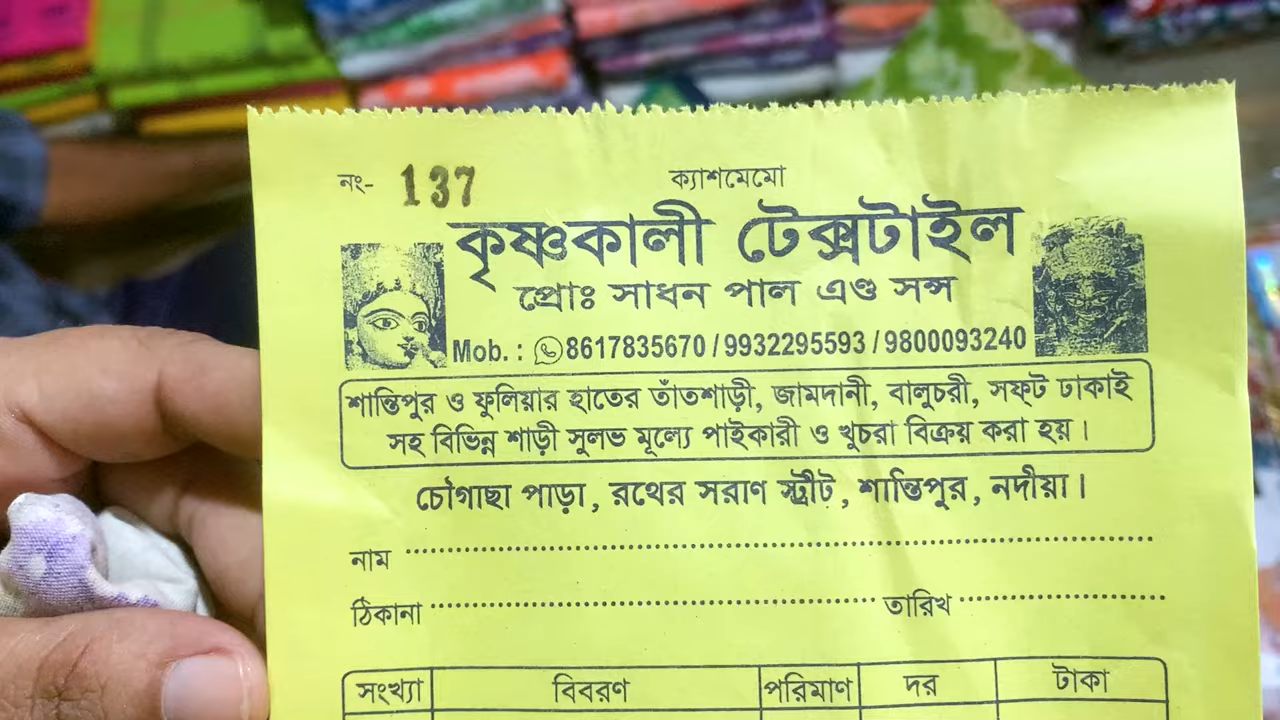 নং- 137 ক্যাশমেমো
কৃষ্ণকালী টেক্সটাইল
প্রোঃ সাধন পাল এণ্ড সন্স
Mob. : 8617835670 / 9932295593 / 9800093240
শান্তিপুর ও ফুলিয়ার হাতের তাঁতশাড়ী, জামদানী, বালুচরী, সফ্ট ঢাকাই
সহ বিভিন্ন শাড়ী সুলভ মূল্যে পাইকারী ও খুচরা বিক্রয় করা হয়।
চৌগাছা পাড়া, রথের সরাণ স্ট্রীট, শান্তিপুর, নদীয়া।
নাম
ঠিকানা তারিখ
সংখ্যা বিবরণ পরিমাণ দর টাকা